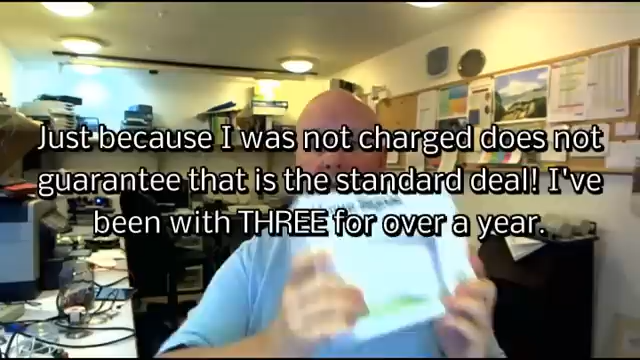 Just because I was not charged does not
guarantee that is the standard deal! I've
been with THREE for over a year.